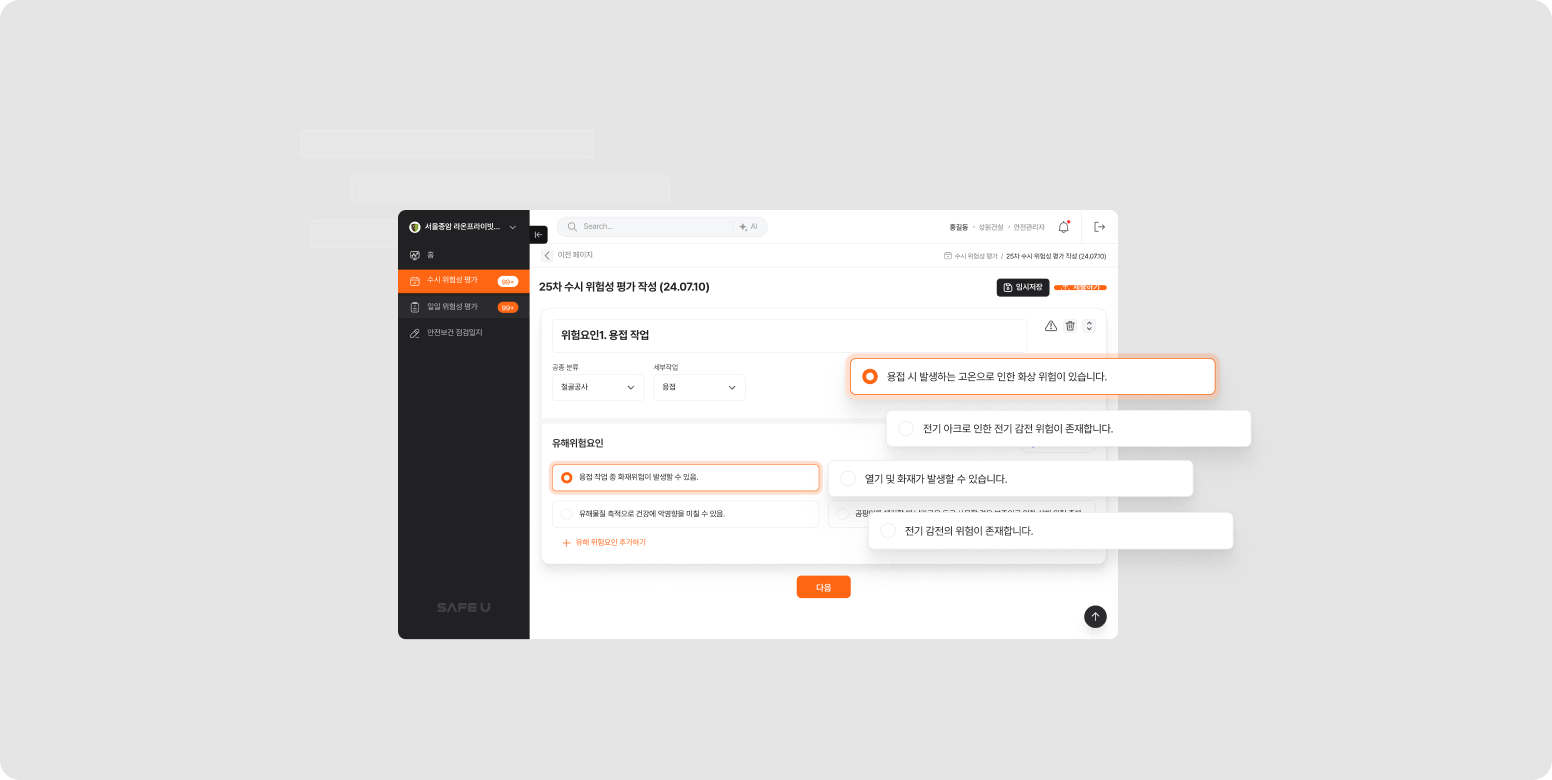 서울종암 라온프라이빗...
홈
수시 위험성 평가 99+
일일 위험성 평가 99+
안전보건 점검일지
SAFE U
Search...
AI
홍길동 • 성원건설 • 안전관리자
이전 페이지
수시 위험성 평가 / 25차 수시 위험성 평가 작성 (24.07.10)
25차 수시 위험성 평가 작성 (24.07.10)
임시저장
위험요인1. 용접 작업
공종 분류
세부작업
철골공사
용접
용접 시 발생하는 고온으로 인한 화상 위험이 있습니다.
전기 아크로 인한 전기 감전 위험이 존재합니다.
유해위험요인
용접 작업 중 화재위험이 발생할 수 있음.
열기 및 화재가 발생할 수 있습니다.
유해물질 축적으로 건강에 악영향을 미칠 수 있음.
전기 감전의 위험이 존재합니다.
유해 위험요인 추가하기
다음